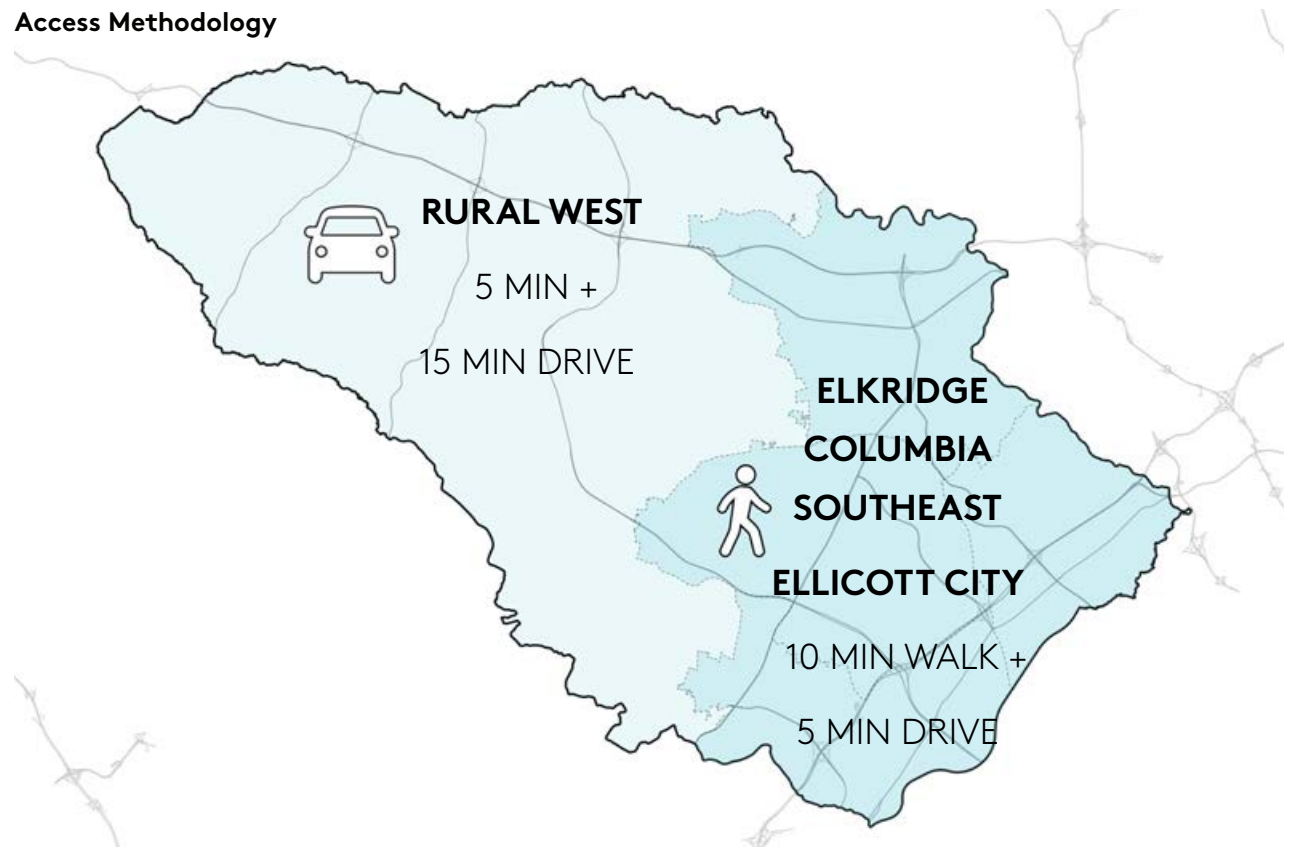 Access Methodology
RURAL WEST
5 MIN +
15 MIN DRIVE
ELKRIDGE
COLUMBIA
SOUTHEAST
ELLICOTT CITY
10 MIN WALK +
5 MIN DRIVE